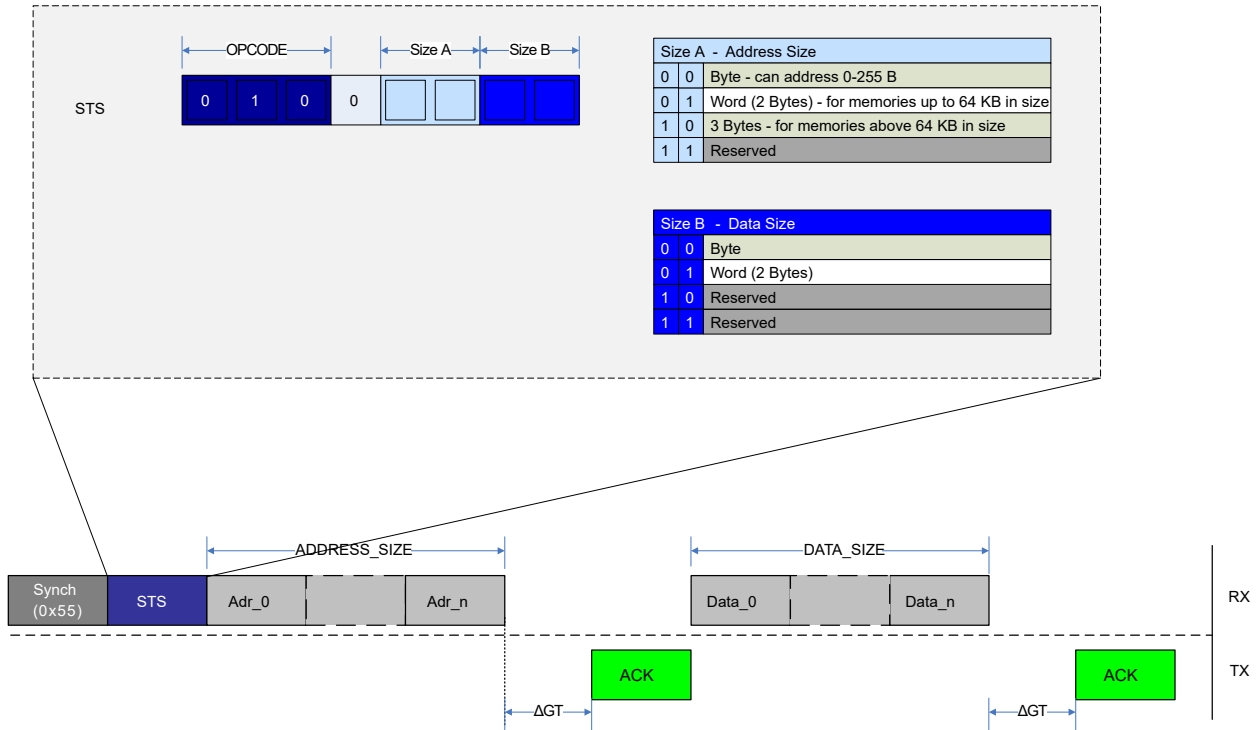 OPCODE Size A Size B
STS
0 1 0 0
Size A - Address Size
0 0 Byte - can address 0-255 B
0 1 Word (2 Bytes) - for memories up to 64 KB in size
1 0 3 Bytes - for memories above 64 KB in size
1 1 Reserved
Size B - Data Size
0 0 Byte
0 1 Word (2 Bytes)
1 0 Reserved
1 1 Reserved
ADDRESS_SIZE DATA_SIZE
Synch
(0x55)
STS Adr_0 Adr_n Data_0 Data_n RX
ACK ACK TX
ΔGT ΔGT